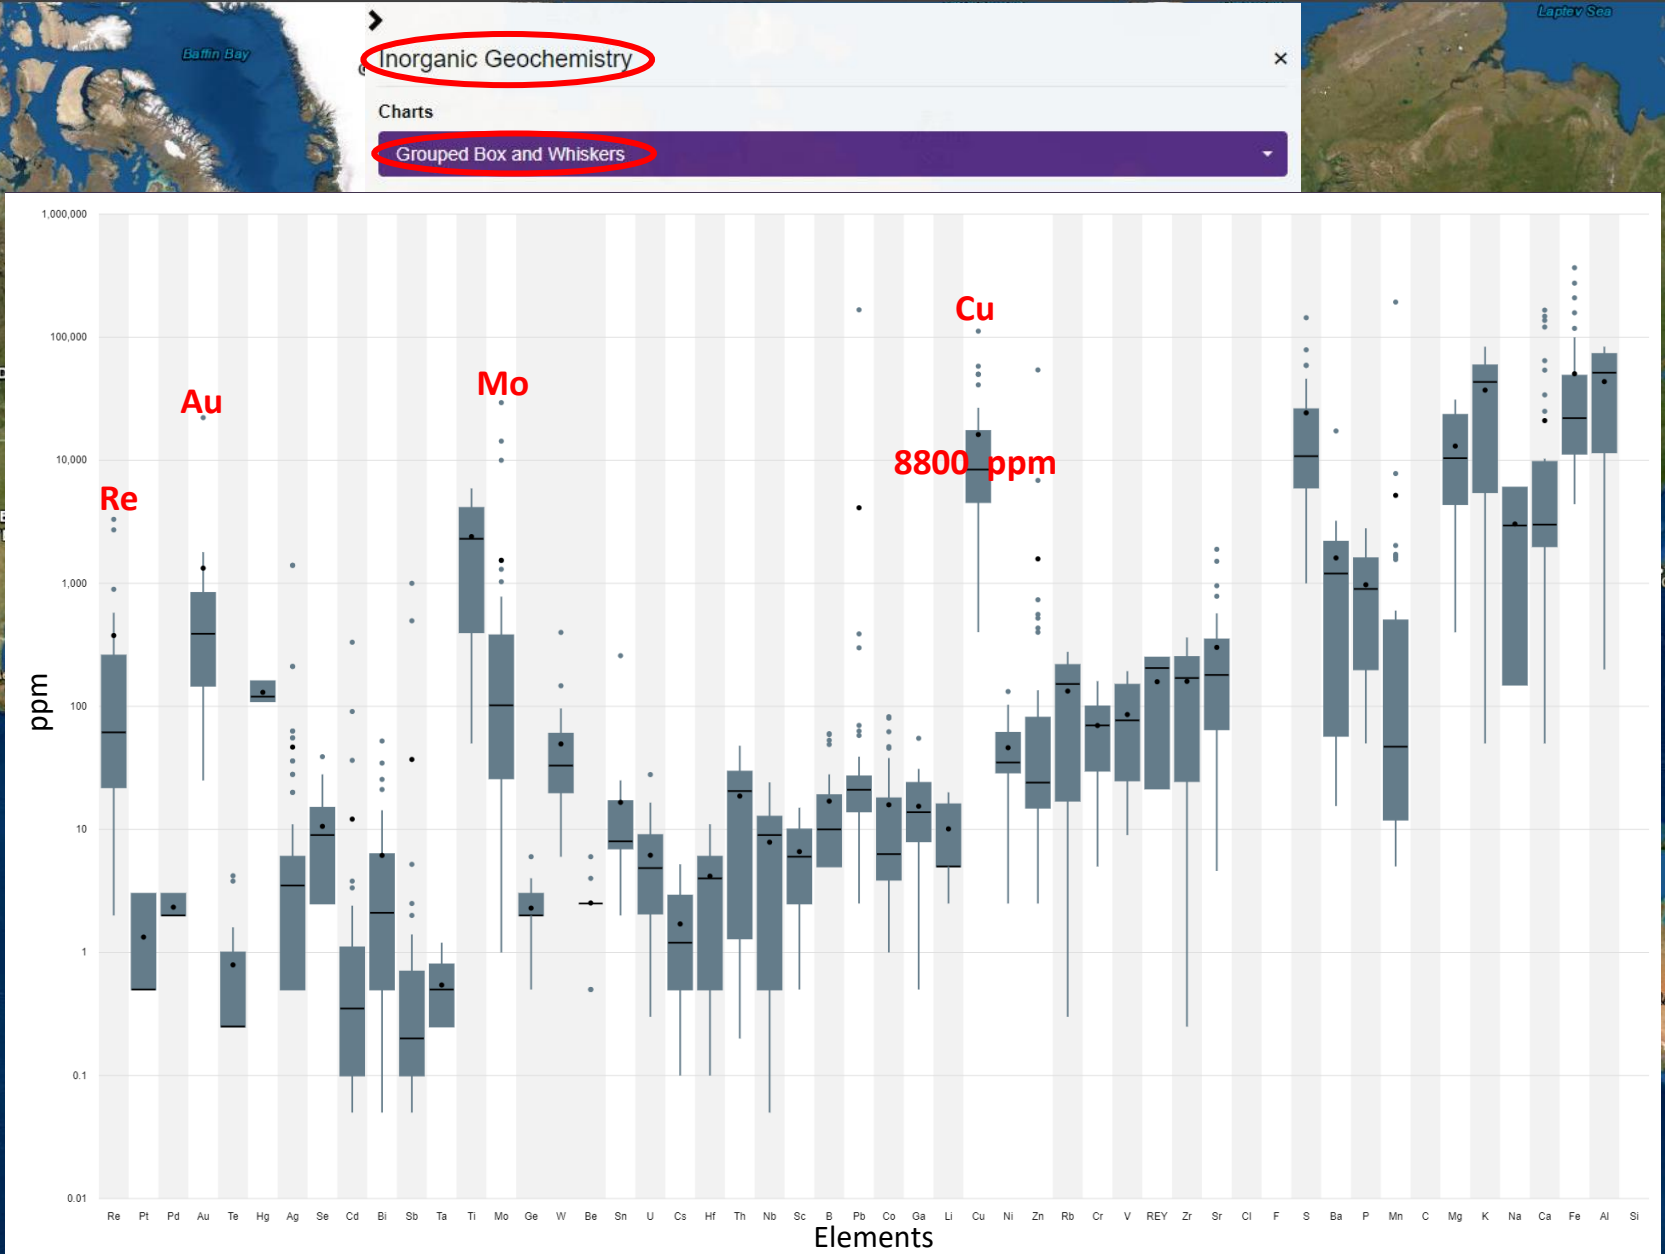 Baffin Bay
Laptev Sea
Inorganic Geochemistry
×
Charts
Grouped Box and Whiskers
1,000,000
100,000
10,000
1,000
100
10
1
0.1
0.01
ppm
Re
Au
Mo
Cu
8800 ppm
Re Pt Pd Au Te Hg Ag Se Cd Bi Sb Ta Ti Mo Ge W Be Sn U Cs Hf Th Nb Sc B Pb Co Ga Li Cu Ni Zn Rb Cr V REY Zr Sr Cl F S Ba P Mn C Mg K Na Ca Fe Al Si
Elements